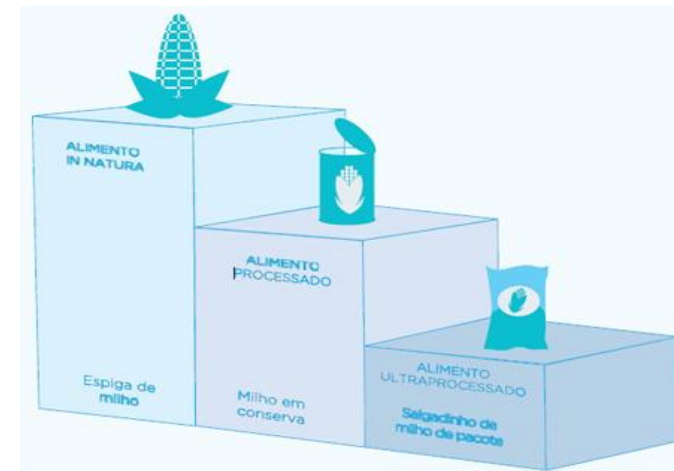 ALIMENTO
IN NATURA
Espiga de
milho
ALIMENTO
PROCESSADO
Milho em
conserva
ALIMENTO
ULTRAPROCESSADO
Salgadinho de
milho de pacote